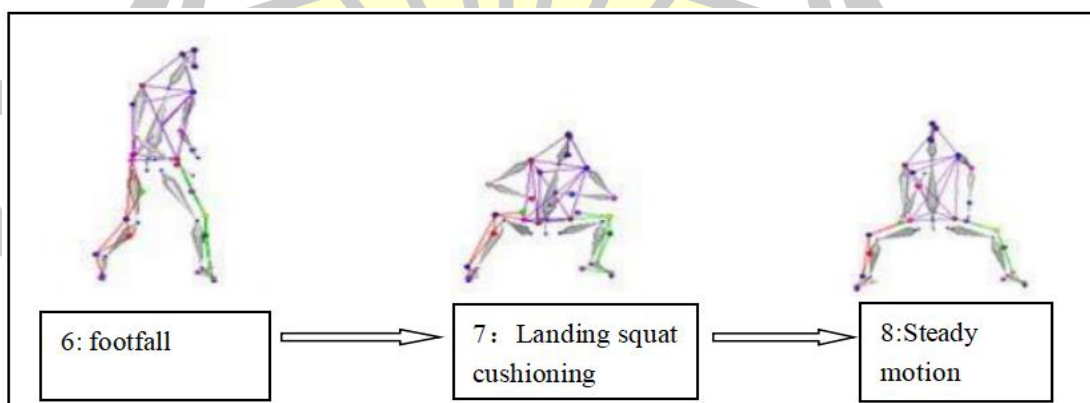 6: footfall
7：Landing squat
cushioning
8:Steady
motion